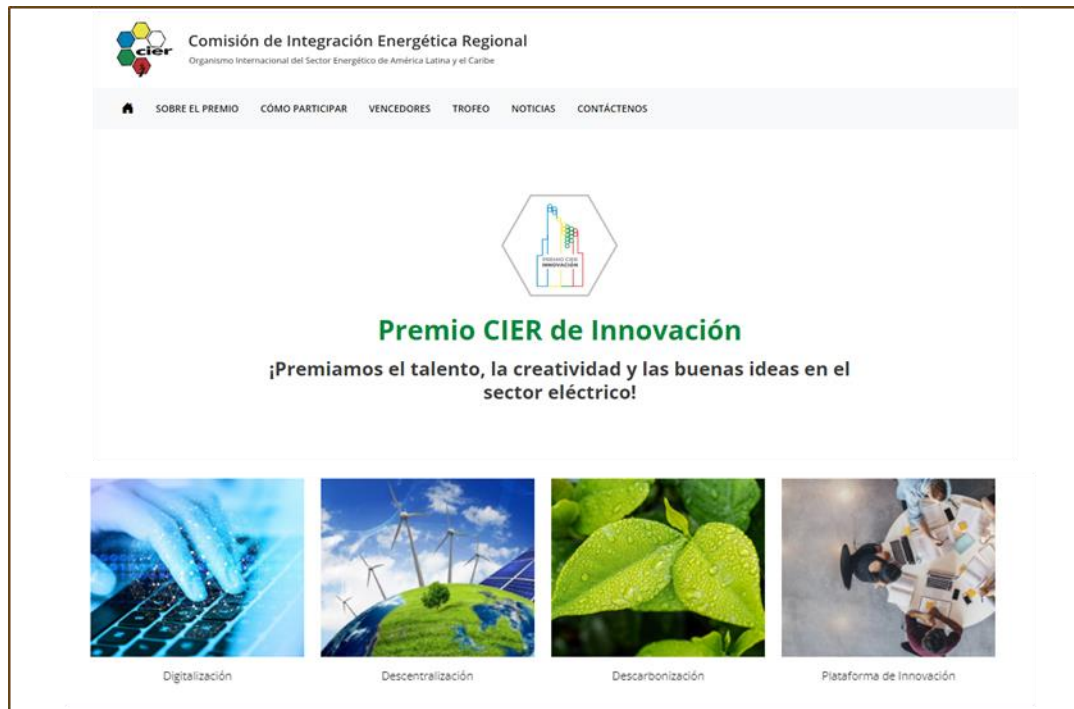 cier
Comisión de Integración Energética Regional
Organismo Internacional del Sector Energético de América Latina y el Caribe
SOBRE EL PREMIO CÓMO PARTICIPAR VENCEDORES TROFEO NOTICIAS CONTÁCTENOS
PREMIO CIER
INNOVACIÓN
Premio CIER de Innovación
¡Premiamos el talento, la creatividad y las buenas ideas en el
sector eléctrico!
Digitalización Descentralización Descarbonización Plataforma de Innovación